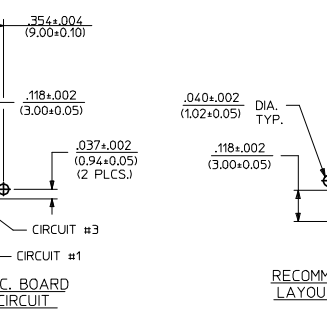 .354±.004
(9.00±0.10)
.118±.002
(3.00±0.05)
.037±.002
(0.94±0.05)
(2 PLCS.)
CIRCUIT #3
CIRCUIT #1
C. BOARD
CIRCUIT
.040±.002
(1.02±0.05)
DIA.
TYP.
.118±.002
(3.00±0.05)
RECOMM
LAYOU